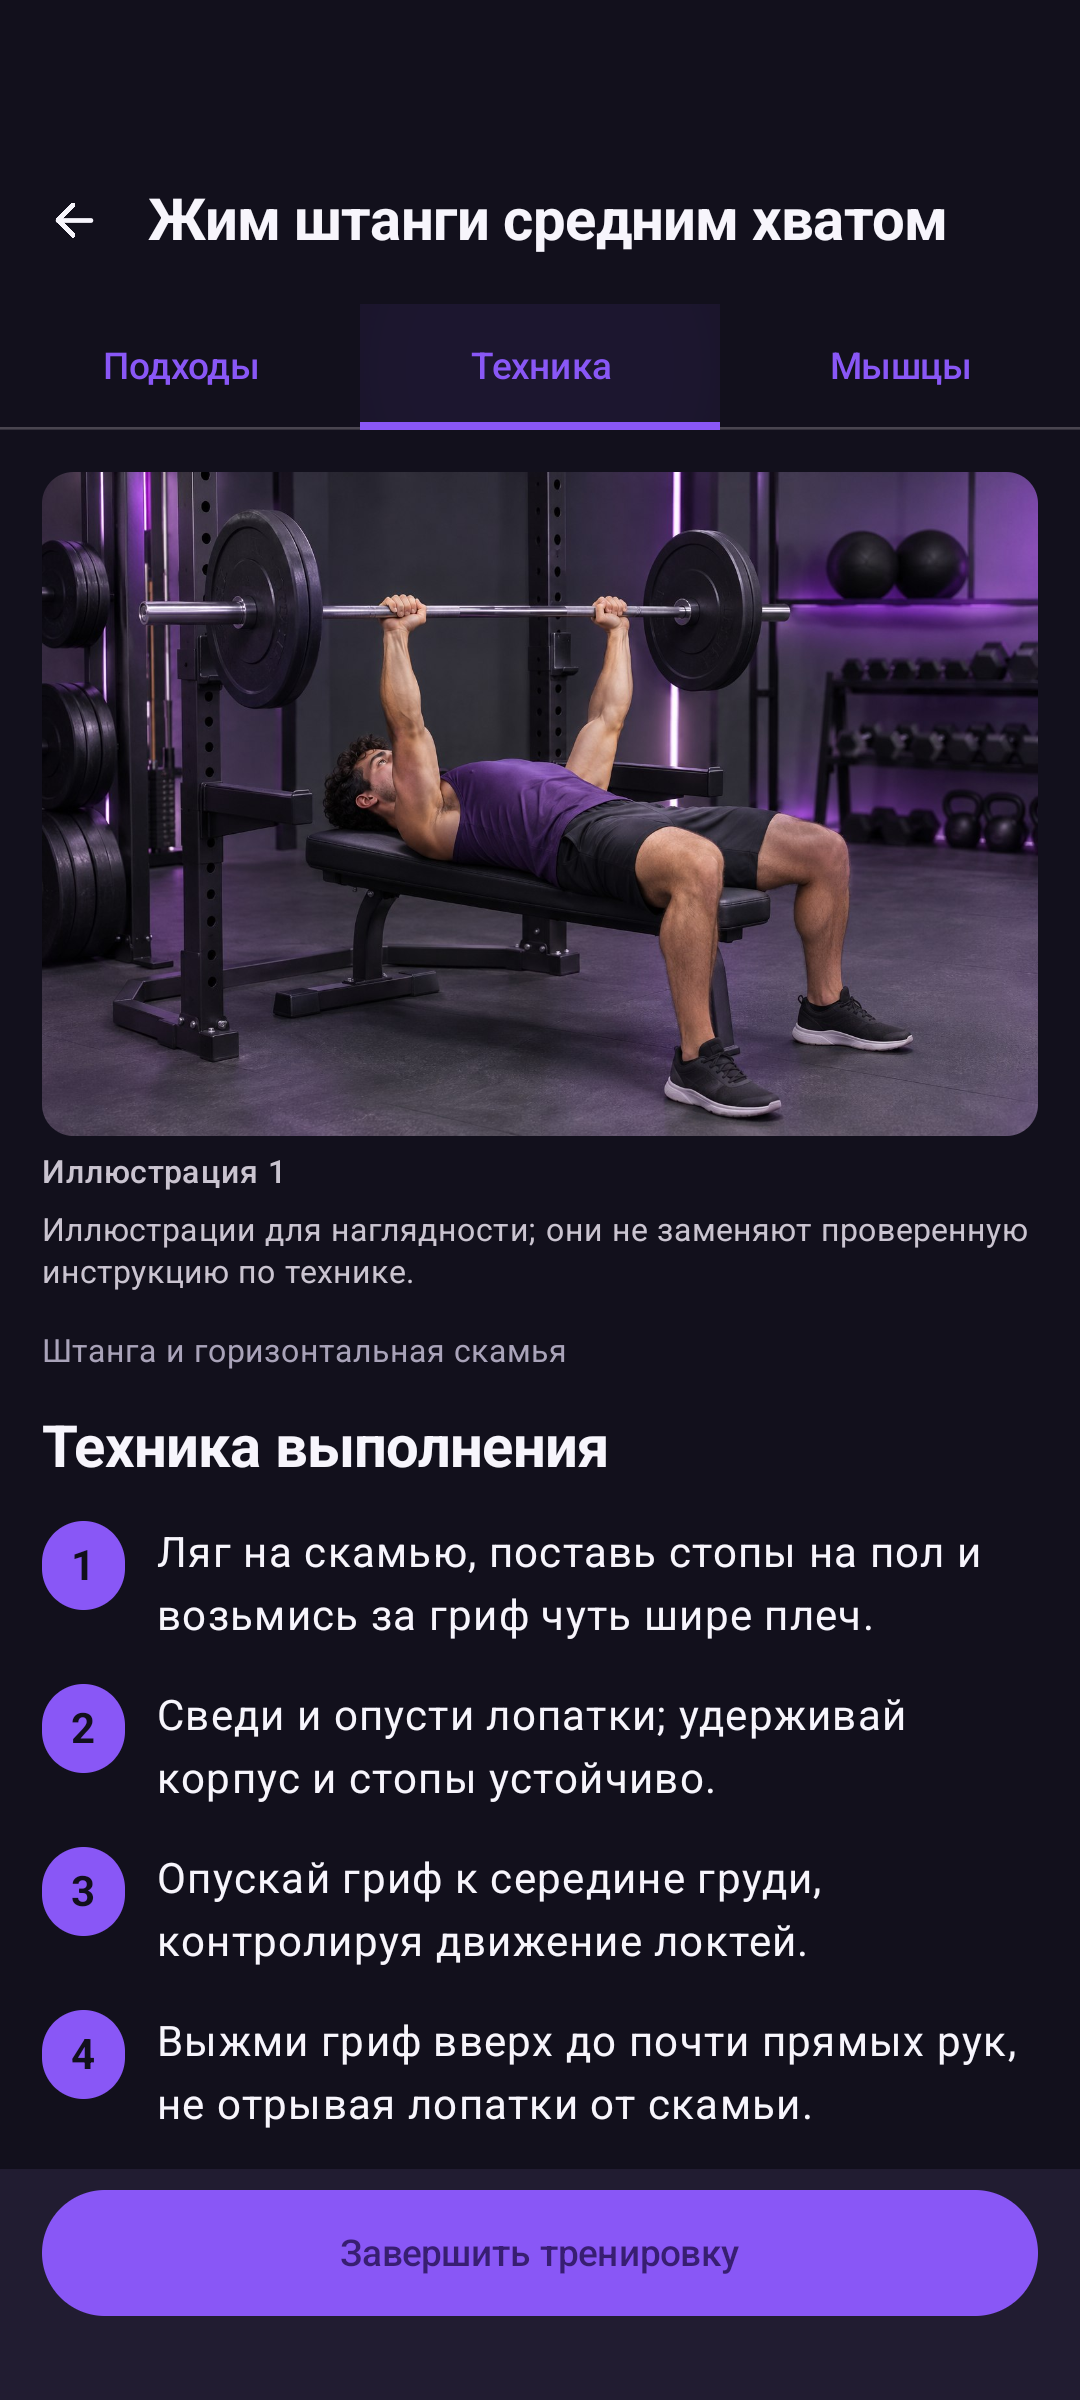 Жим штанги средним хватом
Подходы
Техника
Мышцы
Иллюстрация 1
Иллюстрации для наглядности; они не заменяют проверенную
инструкцию по технике.
Штанга и горизонтальная скамья
Техника выполнения
1
Ляг на скамью, поставь стопы на пол и
возьмись за гриф чуть шире плеч.
2
Сведи и опусти лопатки; удерживай
корпус и стопы устойчиво.
3
Опускай гриф к середине груди,
контролируя движение локтей.
4
Выжми гриф вверх до почти прямых рук,
не отрывая лопатки от скамьи.
Завершить тренировку